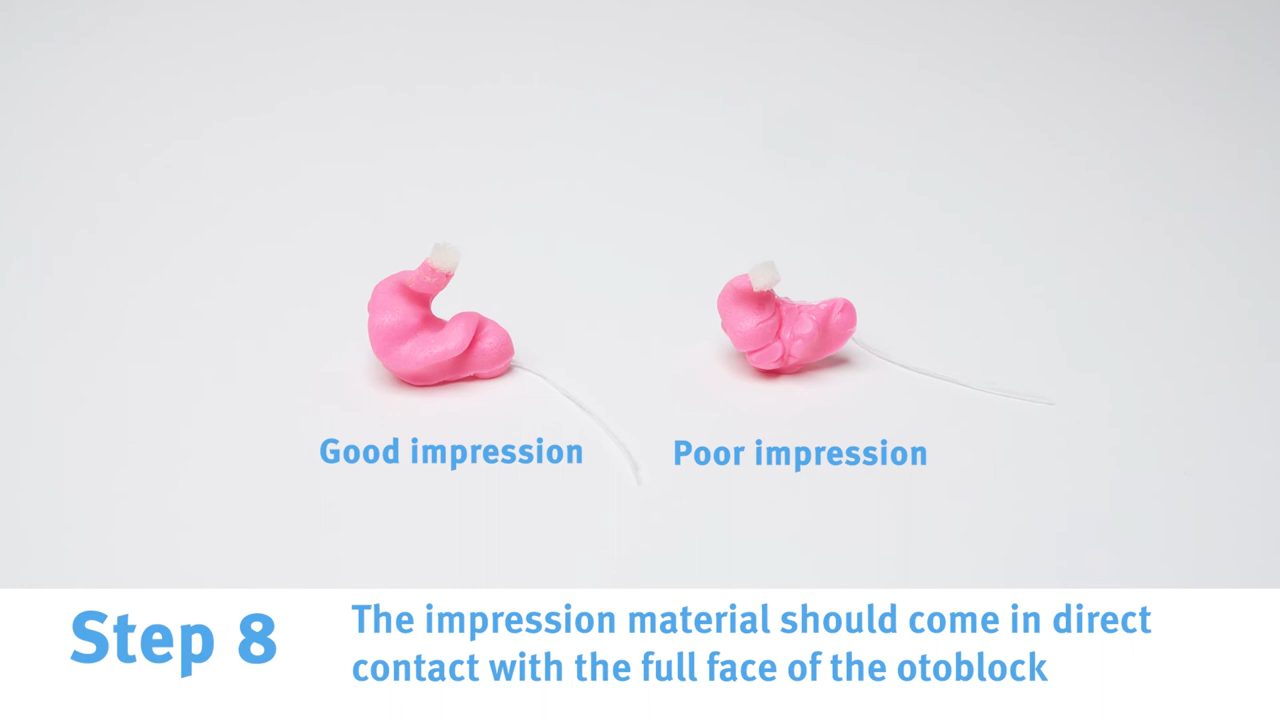 Good impression
Poor impression
Step 8
The impression material should come in direct
contact with the full face of the otoblock